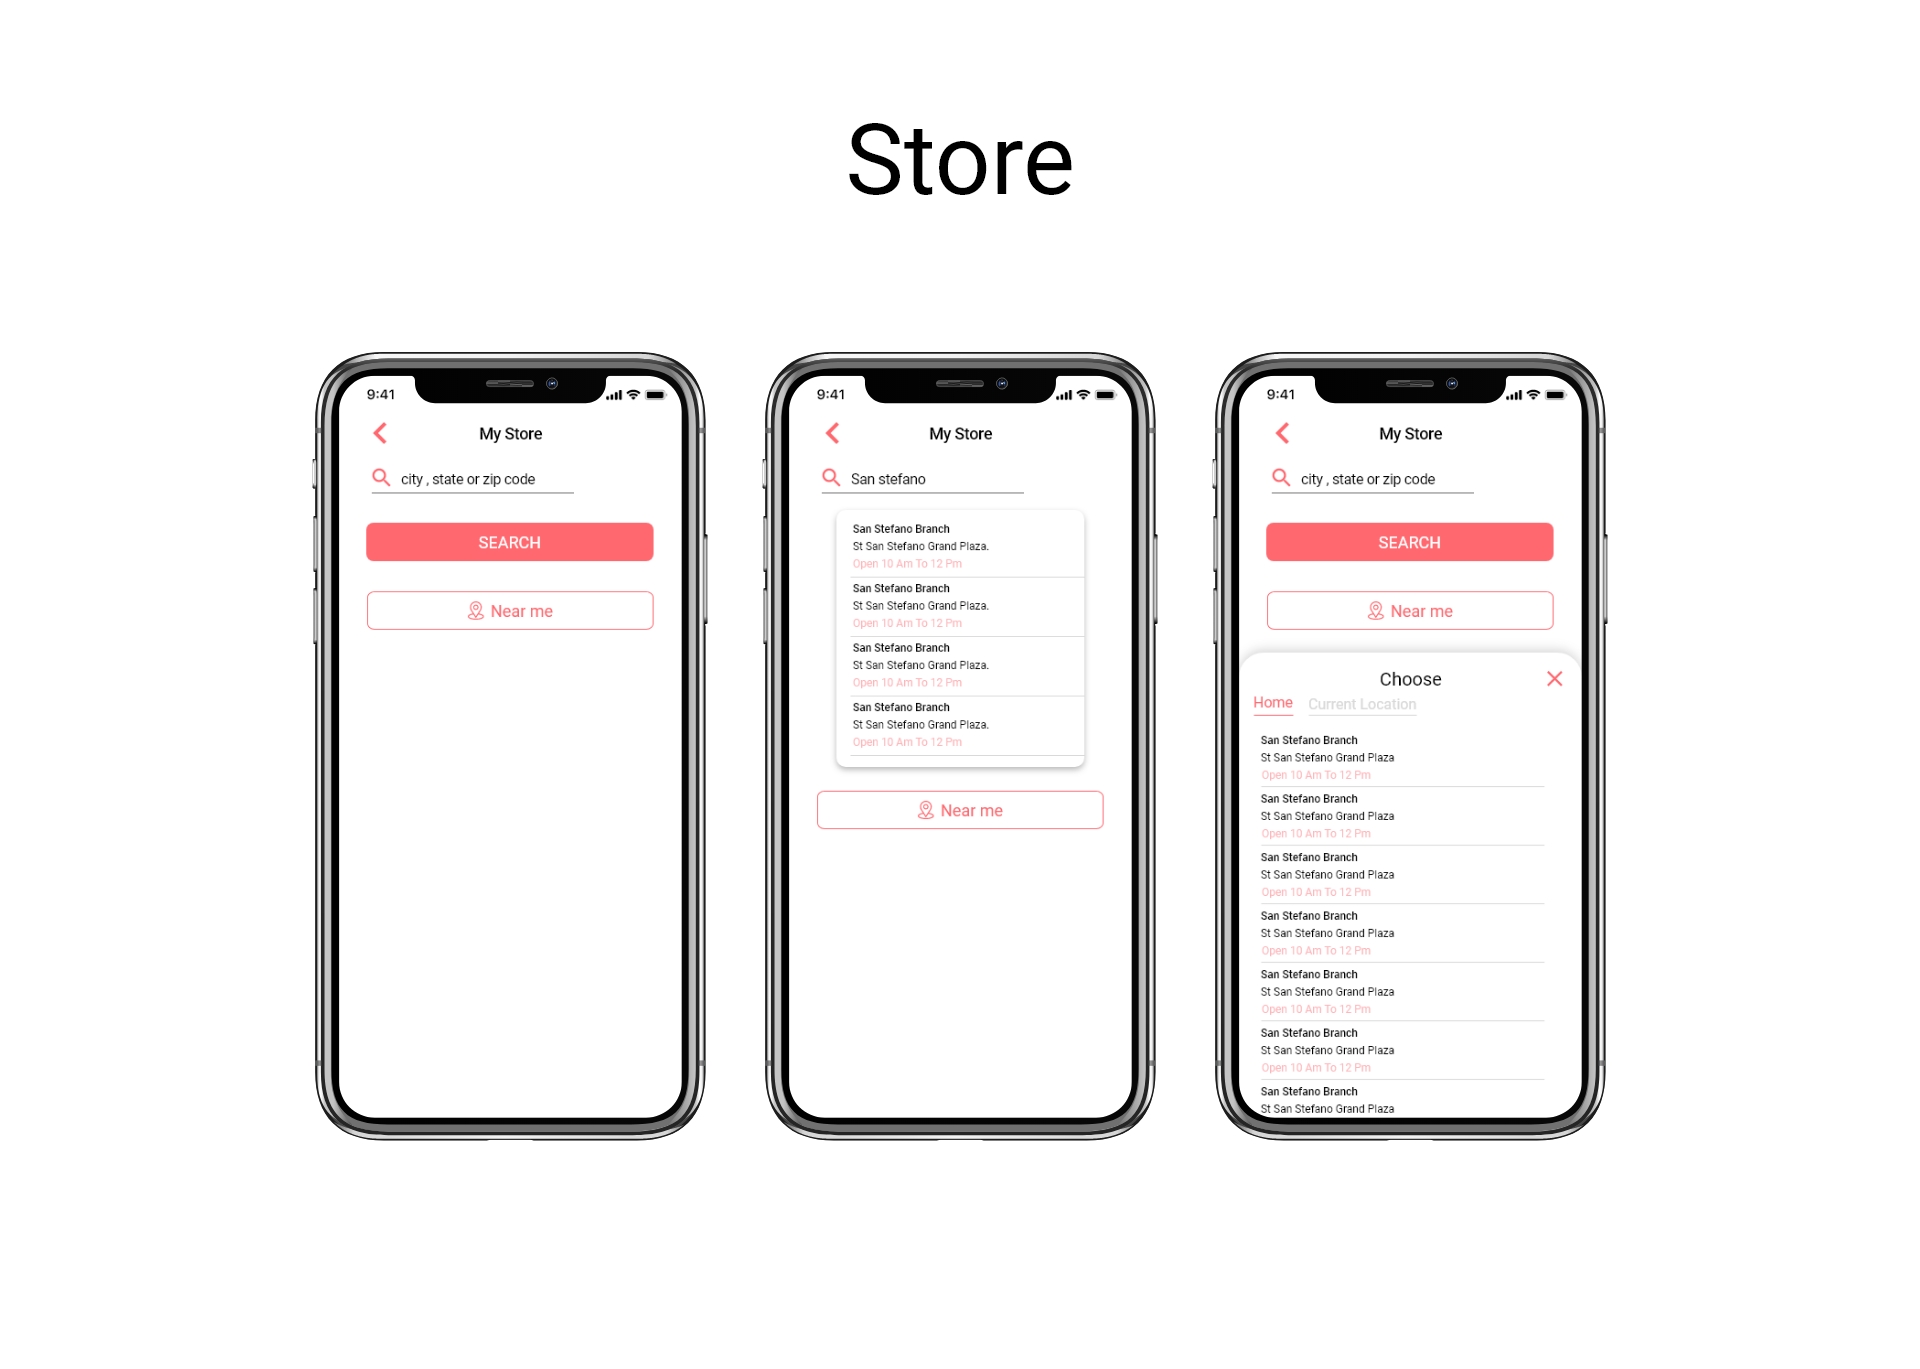 Store
9:41
My Store
city , state or zip code
SEARCH
Near me
9:41
My Store
San stefano
San Stefano Branch
St San Stefano Grand Plaza.
Open 10 Am To 12 Pm
San Stefano Branch
St San Stefano Grand Plaza.
Open 10 Am To 12 Pm
San Stefano Branch
St San Stefano Grand Plaza.
Open 10 Am To 12 Pm
San Stefano Branch
St San Stefano Grand Plaza.
Open 10 Am To 12 Pm
Near me
9:41
My Store
city , state or zip code
SEARCH
Near me
Choose
Home Current Location
San Stefano Branch
St San Stefano Grand Plaza
Open 10 Am To 12 Pm
San Stefano Branch
St San Stefano Grand Plaza
Open 10 Am To 12 Pm
San Stefano Branch
St San Stefano Grand Plaza
Open 10 Am To 12 Pm
San Stefano Branch
St San Stefano Grand Plaza
Open 10 Am To 12 Pm
San Stefano Branch
St San Stefano Grand Plaza
Open 10 Am To 12 Pm
San Stefano Branch
St San Stefano Grand Plaza
Open 10 Am To 12 Pm
San Stefano Branch
St San Stefano Grand Plaza